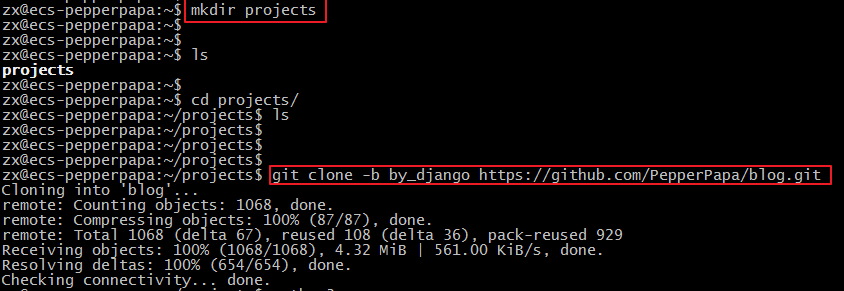 zx@ecs-pepperpapa:~$ mkdir projects
zx@ecs-pepperpapa:~$
zx@ecs-pepperpapa:~$
zx@ecs-pepperpapa:~$ ls
projects
zx@ecs-pepperpapa:~$
zx@ecs-pepperpapa:~$ cd projects/
zx@ecs-pepperpapa:~/projects$ ls
zx@ecs-pepperpapa:~/projects$
zx@ecs-pepperpapa:~/projects$
zx@ecs-pepperpapa:~/projects$
zx@ecs-pepperpapa:~/projects$ git clone -b by_django https://github.com/PepperPapa/blog.git
Cloning into 'blog'...
remote: Counting objects: 1068, done.
remote: Compressing objects: 100% (87/87), done.
remote: Total 1068 (delta 67), reused 108 (delta 36), pack-reused 929
Receiving objects: 100% (1068/1068), 4.32 MiB | 561.00 KiB/s, done.
Resolving deltas: 100% (654/654), done.
Checking connectivity... done.